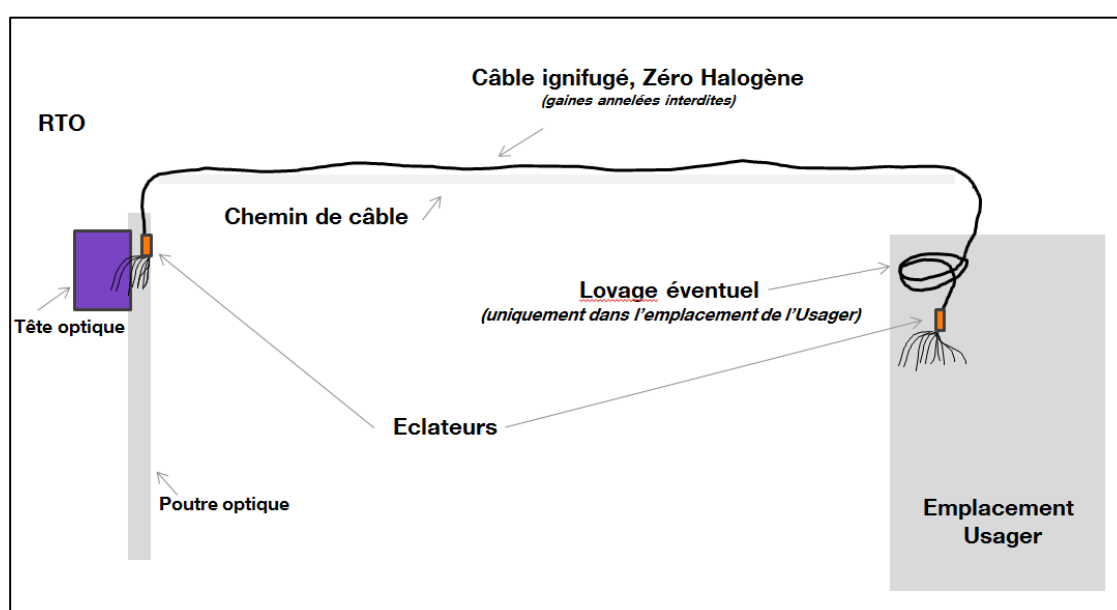 Câble ignifugé, Zéro Halogène
(gaines annelées interdites)
RTO
Chemin de câble
Lovage éventuel
(uniquement dans l’emplacement de l’Usager)
Tête optique
Eclateurs
Poutre optique
Emplacement
Usager